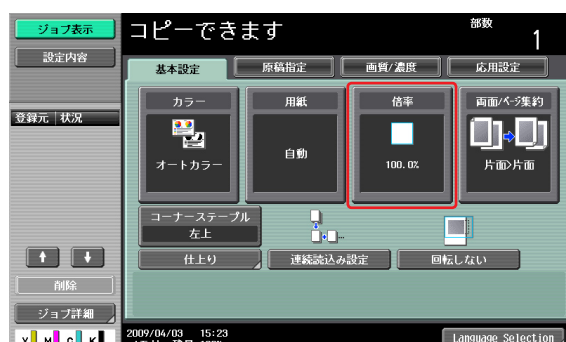 ジョブ表示
設定内容
登録元 状況
削除
ジョブ詳細
コピーできます
部数
1
基本設定
原稿指定
画質/濃度
応用設定
カラー
オートカラー
用紙
自動
倍率
100.0%
両面/ページ集約
片面>片面
コーナーステープル
左上
仕上り
連続読込み設定
回転しない
Y M C K
2009/04/03 15:23
Language Selection